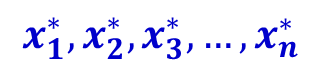 x₁*, x₂*, x₃*, …, xₙ*